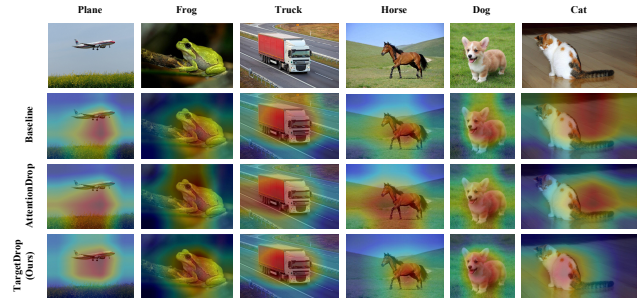 Plane Frog Truck Horse Dog Cat
Baseline
AttentionDrop
TargetDrop
(Ours)